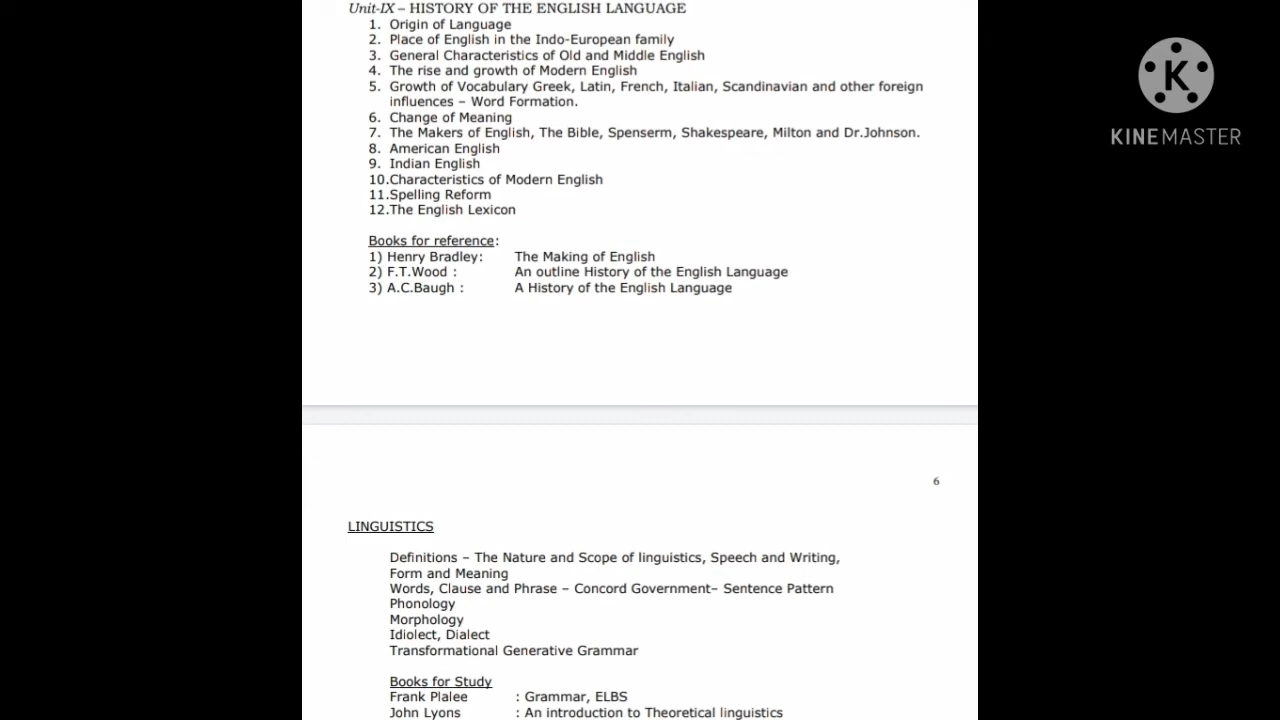 Unit-IX – HISTORY OF THE ENGLISH LANGUAGE
1. Origin of Language
2. Place of English in the Indo-European family
3. General Characteristics of Old and Middle English
4. The rise and growth of Modern English
5. Growth of Vocabulary Greek, Latin, French, Italian, Scandinavian and other foreign
influences – Word Formation.
6. Change of Meaning
7. The Makers of English, The Bible, Spenserm, Shakespeare, Milton and Dr.Johnson.
8. American English
9. Indian English
10.Characteristics of Modern English
11.Spelling Reform
12.The English Lexicon
Books for reference:
1) Henry Bradley: The Making of English
2) F.T.Wood : An outline History of the English Language
3) A.C.Baugh : A History of the English Language
K
KINEMASTER
6
LINGUISTICS
Definitions – The Nature and Scope of linguistics, Speech and Writing,
Form and Meaning
Words, Clause and Phrase – Concord Government– Sentence Pattern
Phonology
Morphology
Idiolect, Dialect
Transformational Generative Grammar
Books for Study
Frank Plalee : Grammar, ELBS
John Lyons : An introduction to Theoretical linguistics